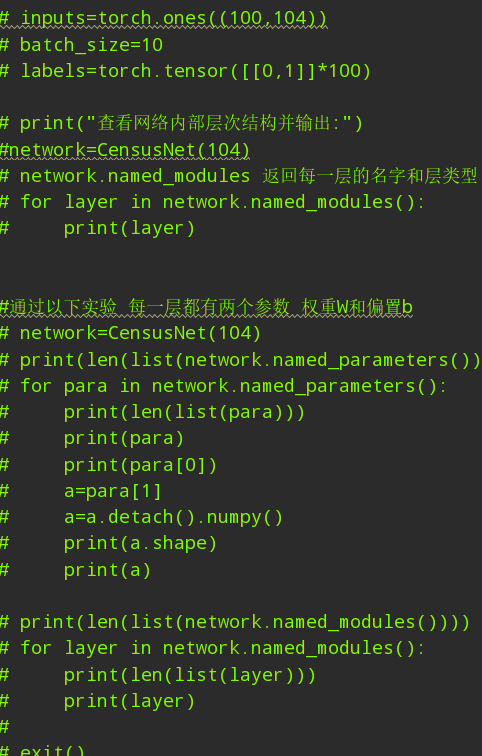 # inputs=torch.ones((100,104))
# batch_size=10
# labels=torch.tensor([[0,1]]*100)
# print("查看网络内部层次结构并输出:")
#network=CensusNet(104)
# network.named_modules 返回每一层的名字和层类型
# for layer in network.named_modules():
#     print(layer)
#通过以下实验 每一层都有两个参数 权重W和偏置b
# network=CensusNet(104)
# print(len(list(network.named_parameters())
# for para in network.named_parameters():
#     print(len(list(para)))
#     print(para)
#     print(para[0])
#     a=para[1]
#     a=a.detach().numpy()
#     print(a.shape)
#     print(a)
# print(len(list(network.named_modules())))
# for layer in network.named_modules():
#     print(len(list(layer)))
#     print(layer)
#
# exit()